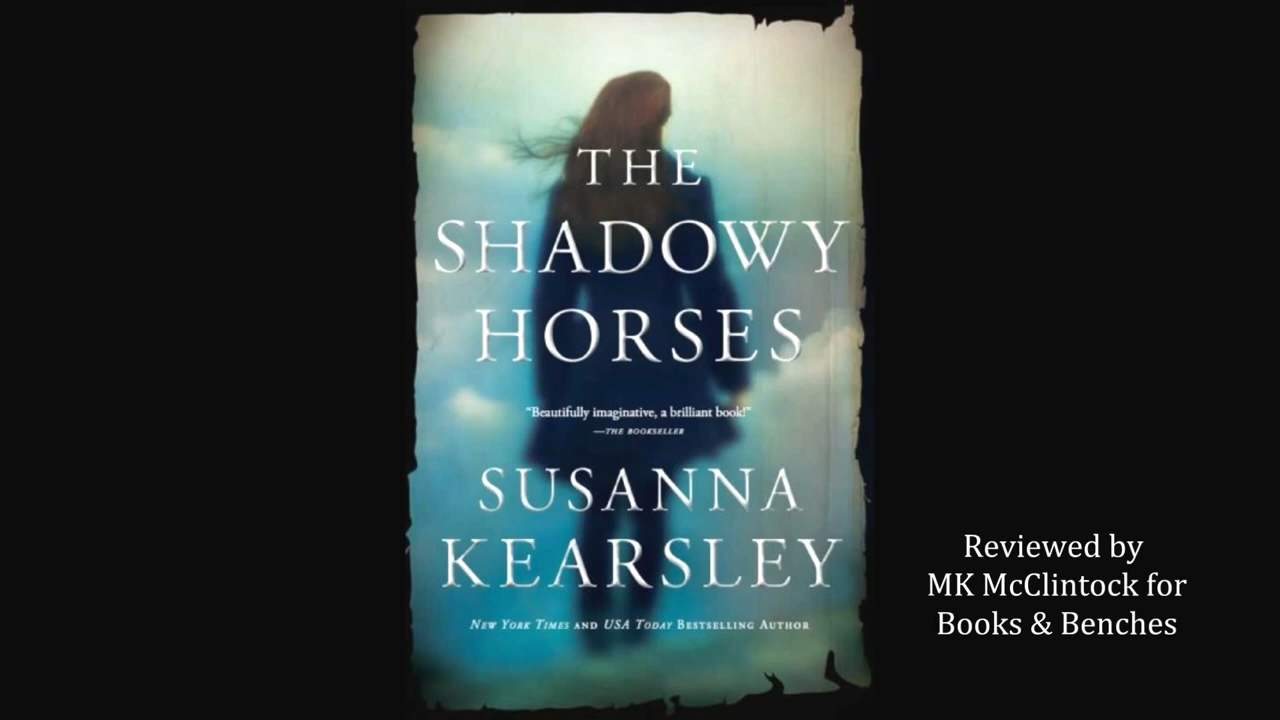 THE
SHADOWY
HORSES
“Beautifully imaginative, a brilliant book!”
—THE BOOKSELLER
SUSANNA
KEARSLEY
NEW YORK TIMES AND USA TODAY BESTSELLING AUTHOR
Reviewed by
MK McClintock for
Books & Benches